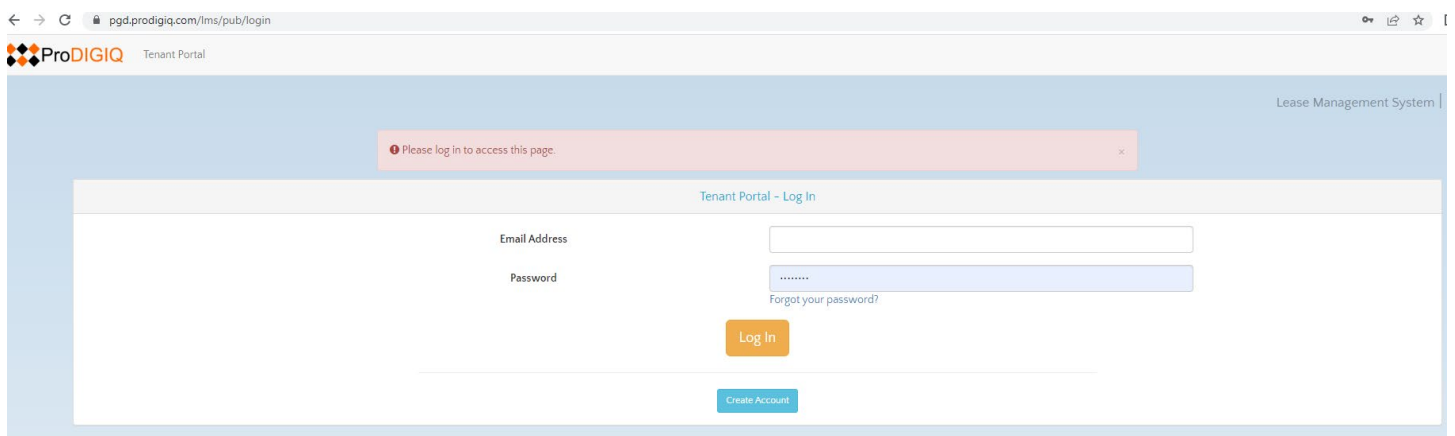 pgd.prodigiq.com/lms/pub/login
ProDIGIQ Tenant Portal
Lease Management System |
Please log in to access this page. ×
Tenant Portal - Log In
Email Address
Password ........
Forgot your password?
Log In
Create Account